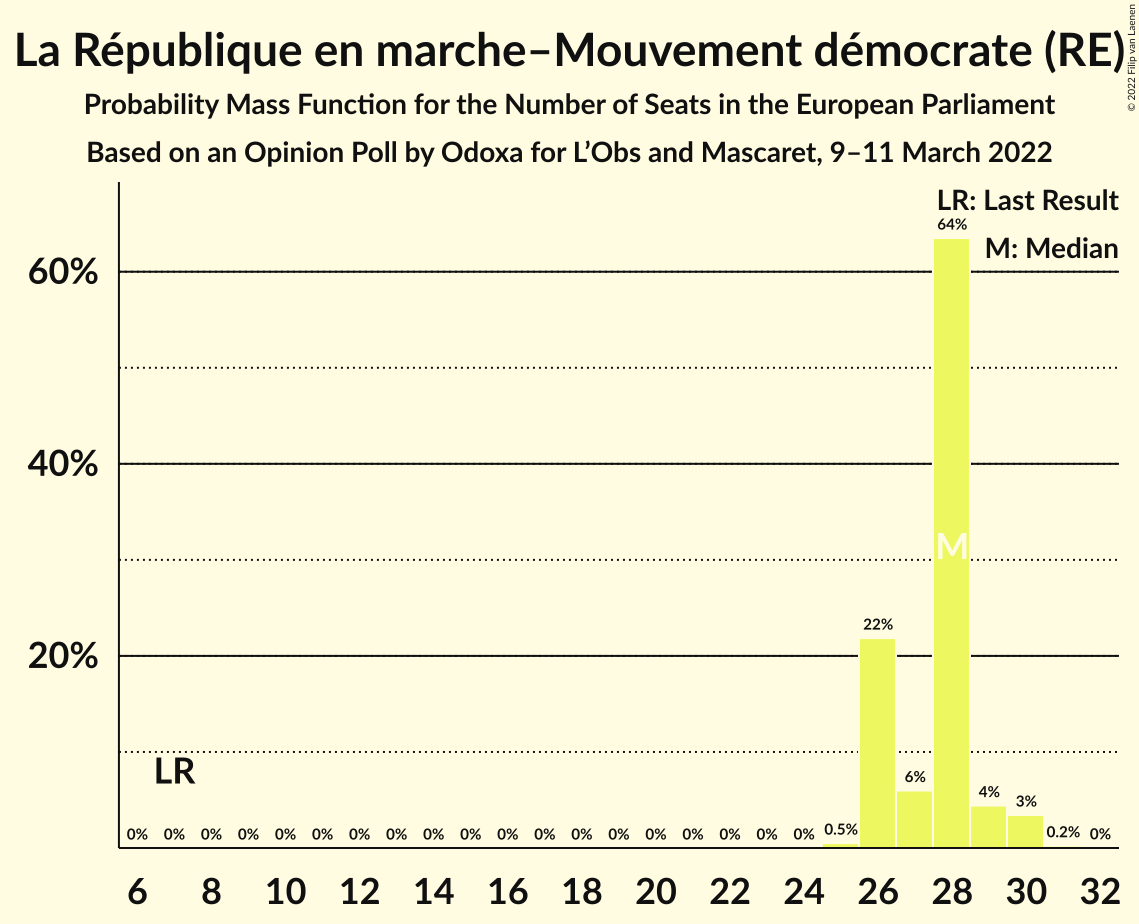 La République en marche–Mouvement démocrate (RE)
© 2022 Filip van Laenen
Probability Mass Function for the Number of Seats in the European Parliament
Based on an Opinion Poll by Odoxa for L’Obs and Mascaret, 9–11 March 2022
LR: Last Result
64%
M: Median
60%
40%
M
22%
20%
LR
6%
4%
3%
0% 0% 0% 0% 0% 0% 0% 0% 0% 0% 0% 0% 0% 0% 0% 0% 0% 0% 0% 0.5% 0.2% 0%
6 8 10 12 14 16 18 20 22 24 26 28 30 32